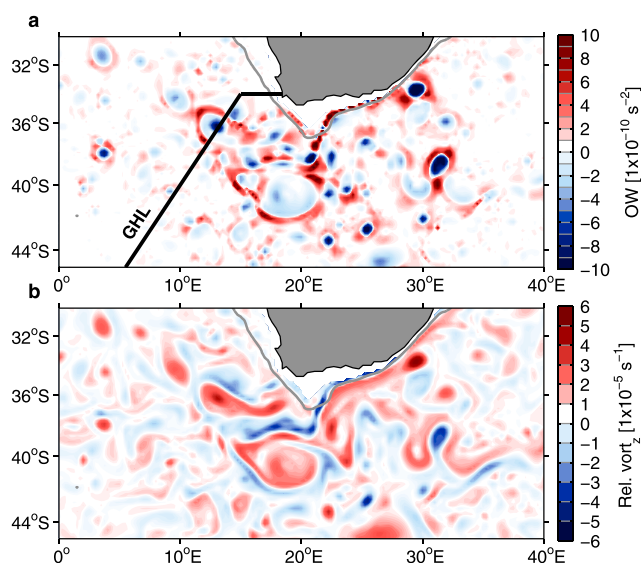 a
32°S
36°S
40°S
44°S
GHL
0°
10°E
20°E
30°E
40°E
10
8
6
4
2
0
−2
−4
−6
−8
−10
OW [1x10⁻¹⁰ s⁻²]
b
32°S
36°S
40°S
44°S
0°
10°E
20°E
30°E
40°E
6
5
4
3
2
1
0
−1
−2
−3
−4
−5
−6
Rel. vort_z [1x10⁻⁵ s⁻¹]